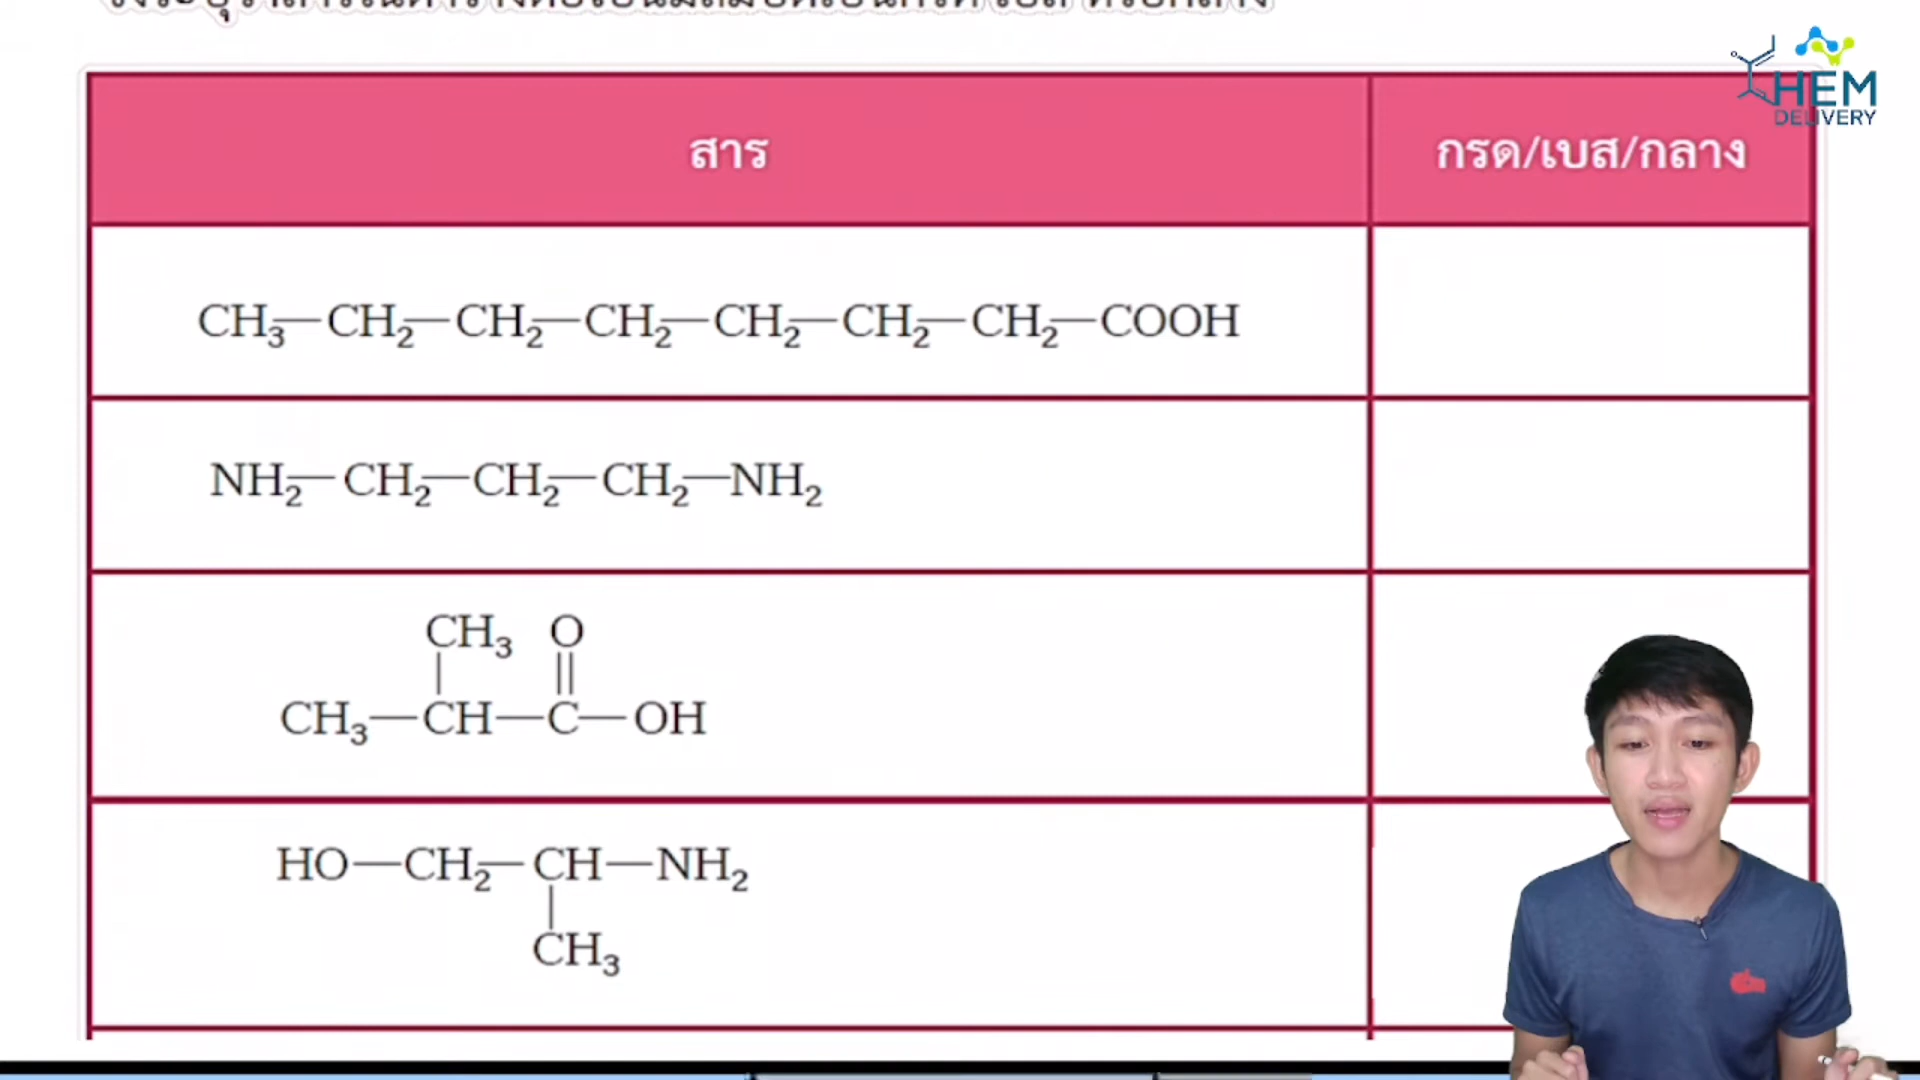 HEM
DELIVERY
สาร
กรด/เบส/กลาง
CH₃—CH₂—CH₂—CH₂—CH₂—CH₂—CH₂—COOH
NH₂—CH₂—CH₂—CH₂—NH₂
CH₃ O
CH₃—CH—C—OH
HO—CH₂—CH—NH₂
CH₃